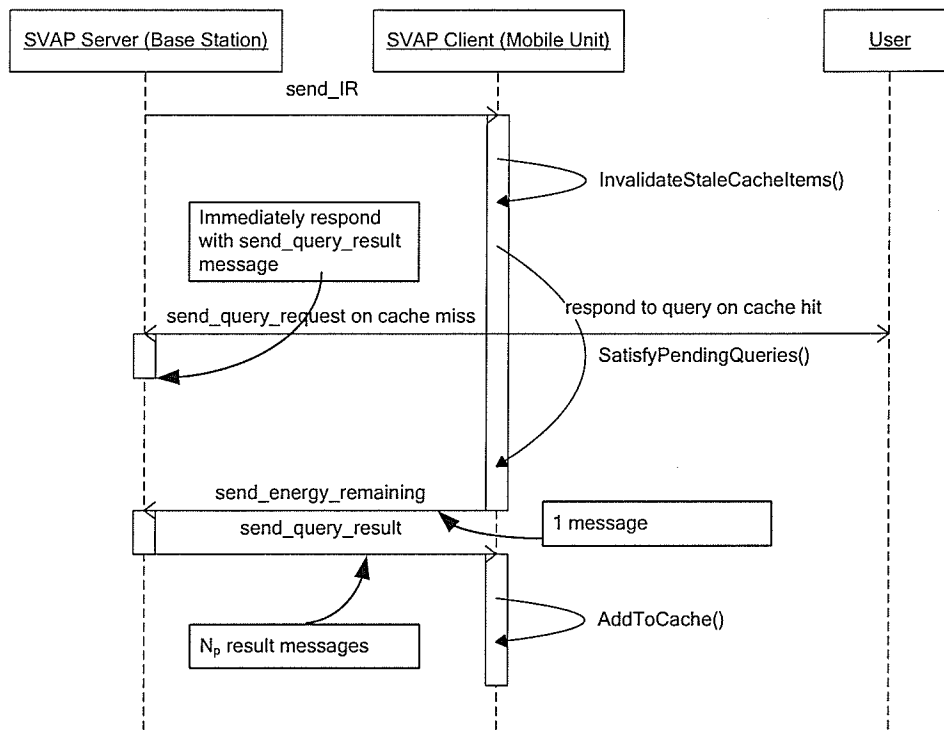 SVAP Server (Base Station)
SVAP Client (Mobile Unit)
User
send_IR
InvalidateStaleCacheItems()
Immediately respond
with send_query_result
message
respond to query on cache hit
send_query_request on cache miss
SatisfyPendingQueries()
send_energy_remaining
1 message
send_query_result
AddToCache()
Np result messages